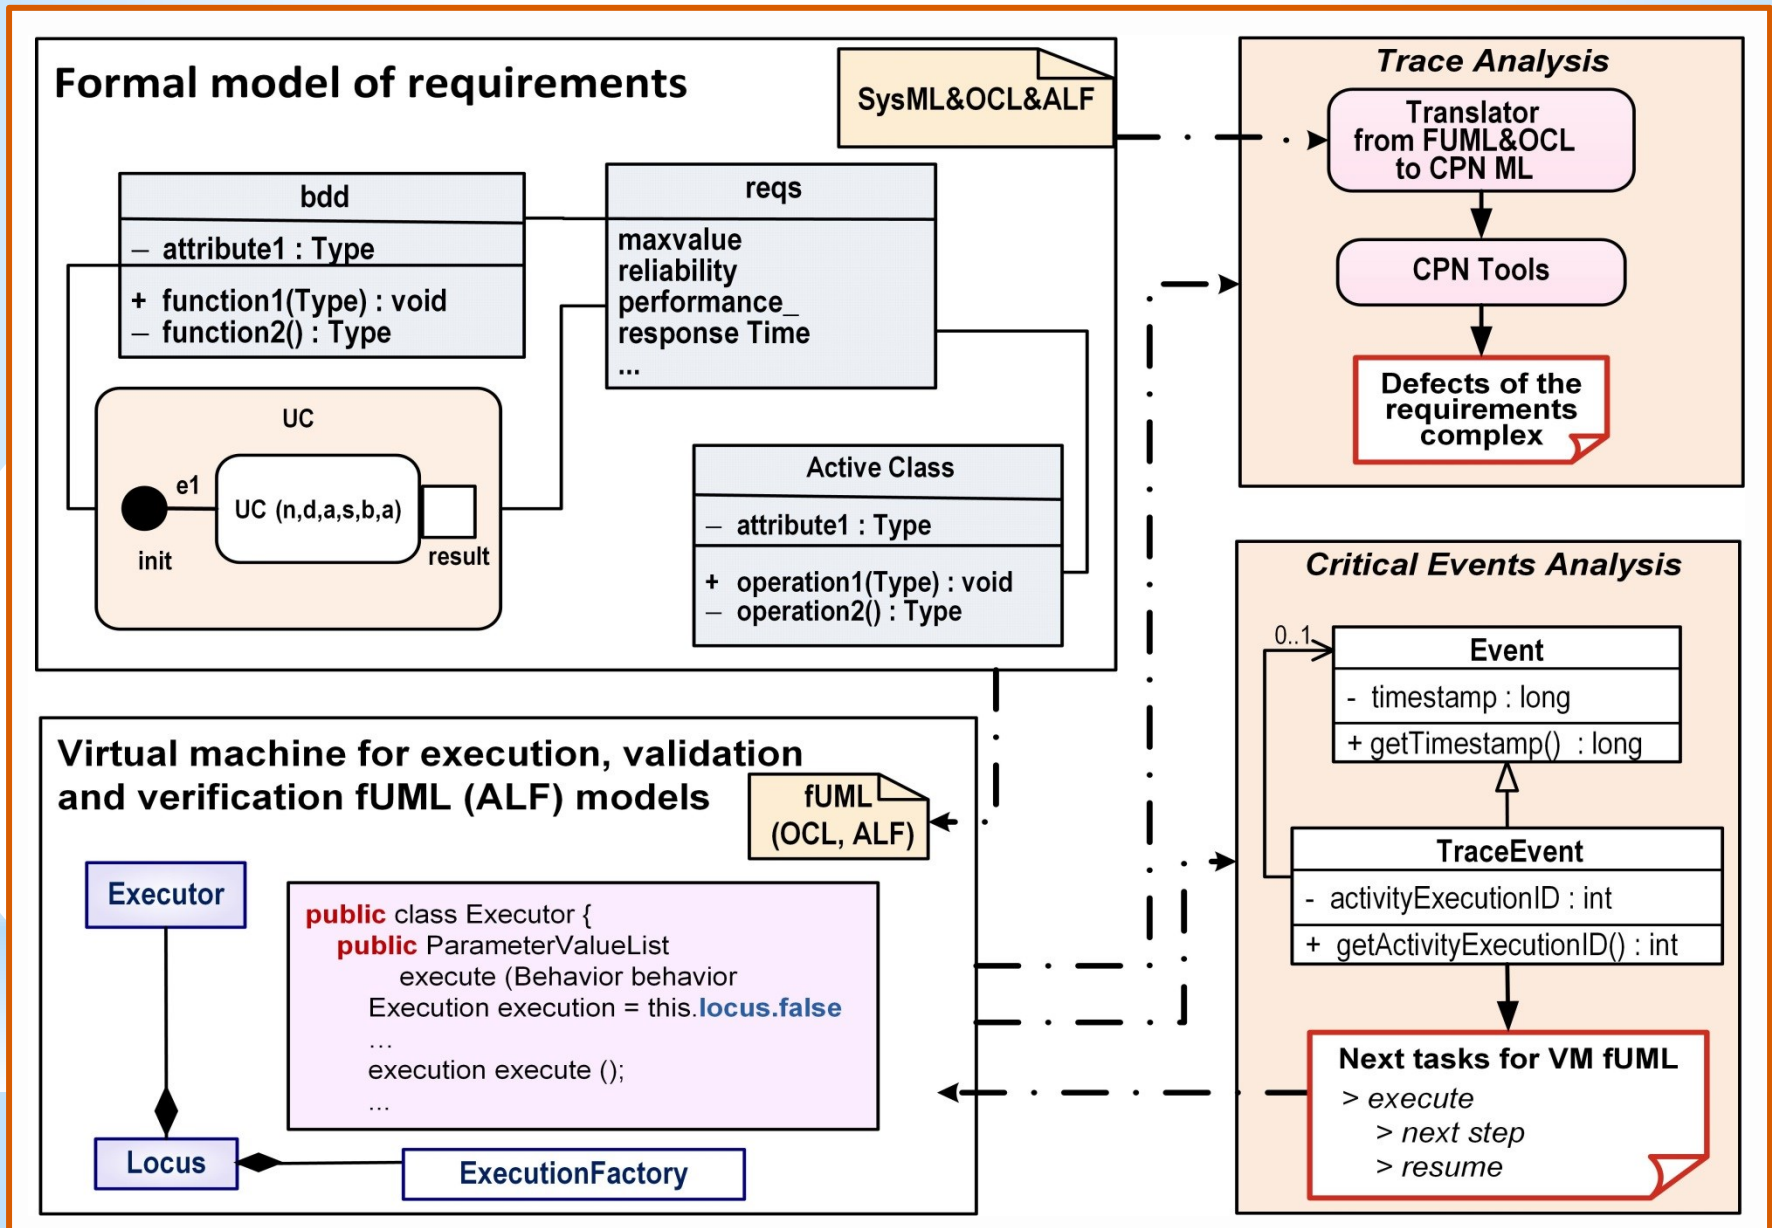 Formal model of requirements
SysML&OCL&ALF
bdd
– attribute1 : Type
+ function1(Type) : void
– function2() : Type
reqs
maxvalue
reliability
performance_
response Time
...
UC
e1
UC (n,d,a,s,b,a)
init
result
Active Class
– attribute1 : Type
+ operation1(Type) : void
– operation2() : Type
Trace Analysis
Translator
from FUML&OCL
to CPN ML
CPN Tools
Defects of the
requirements
complex
Virtual machine for execution, validation
and verification fUML (ALF) models
fUML
(OCL, ALF)
Executor
public class Executor {
public ParameterValueList
execute (Behavior behavior
Execution execution = this.locus.false
...
execution execute ();
...
Locus
ExecutionFactory
Critical Events Analysis
0..1
Event
- timestamp : long
+ getTimestamp() : long
TraceEvent
- activityExecutionID : int
+ getActivityExecutionID() : int
Next tasks for VM fUML
> execute
> next step
> resume